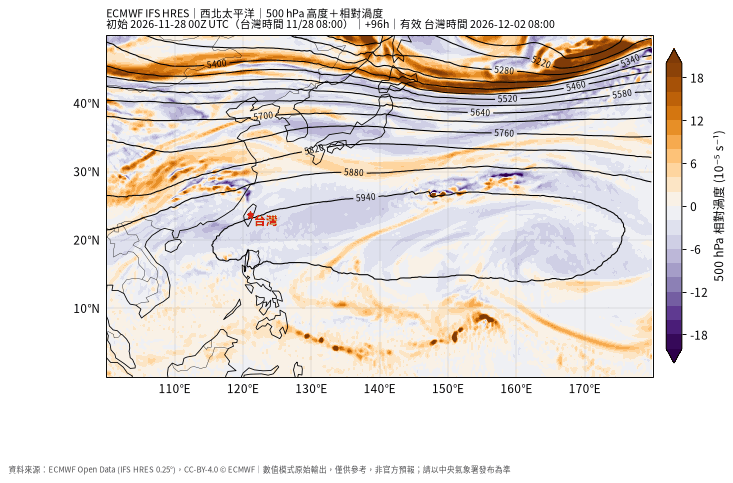 ECMWF IFS HRES｜西北太平洋｜500 hPa 高度＋相對渦度
初始 2026-11-28 00Z UTC（台灣時間 11/28 08:00）｜+96h｜有效 台灣時間 2026-12-02 08:00
5400
5220
5340
5280
5460
5580
5520
5640
5700
5760
5820
5880
5940
台灣
40°N
30°N
20°N
10°N
110°E
120°E
130°E
140°E
150°E
160°E
170°E
18
12
6
0
-6
-12
-18
500 hPa 相對渦度 (10⁻⁵ s⁻¹)
資料來源：ECMWF Open Data (IFS HRES 0.25°)，CC-BY-4.0 © ECMWF｜數值模式原始輸出，僅供參考，非官方預報；請以中央氣象署發布為準